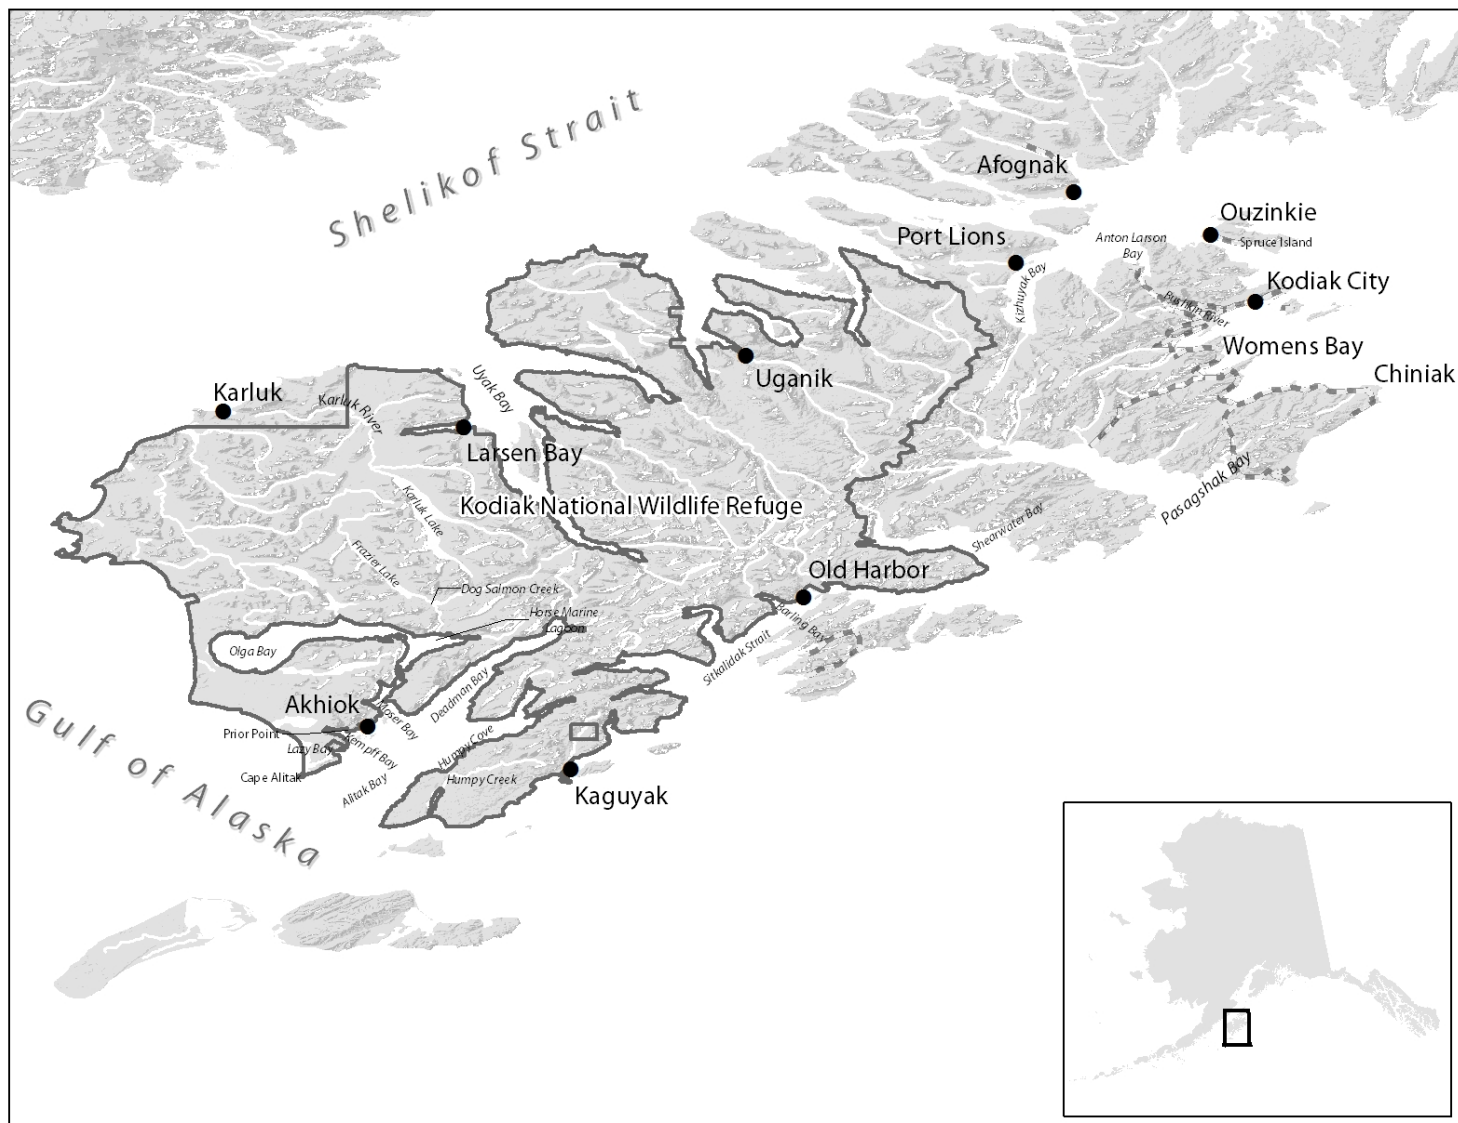 Shelikof Strait
Afognak
Ouzinkie
Spruce Island
Port Lions
Anton Larson
Bay
Kizhuyak Bay
Kodiak City
Buskin River
Womens Bay
Chiniak
Uganik
Uyak Bay
Karluk
Karluk River
Larsen Bay
Kodiak National Wildlife Refuge
Pasagshak Bay
Karluk Lake
Shearwater Bay
Frazier Lake
Old Harbor
Dog Salmon Creek
Horse Marine
Lagoon
Barling Bay
Sitkalidak Strait
Olga Bay
Deadman Bay
Akhiok
Moser Bay
Prior Point
Kempff Bay
Lazy Bay
Humpy Cove
Cape Alitak
Alitak Bay
Humpy Creek
Kaguyak
Gulf of Alaska